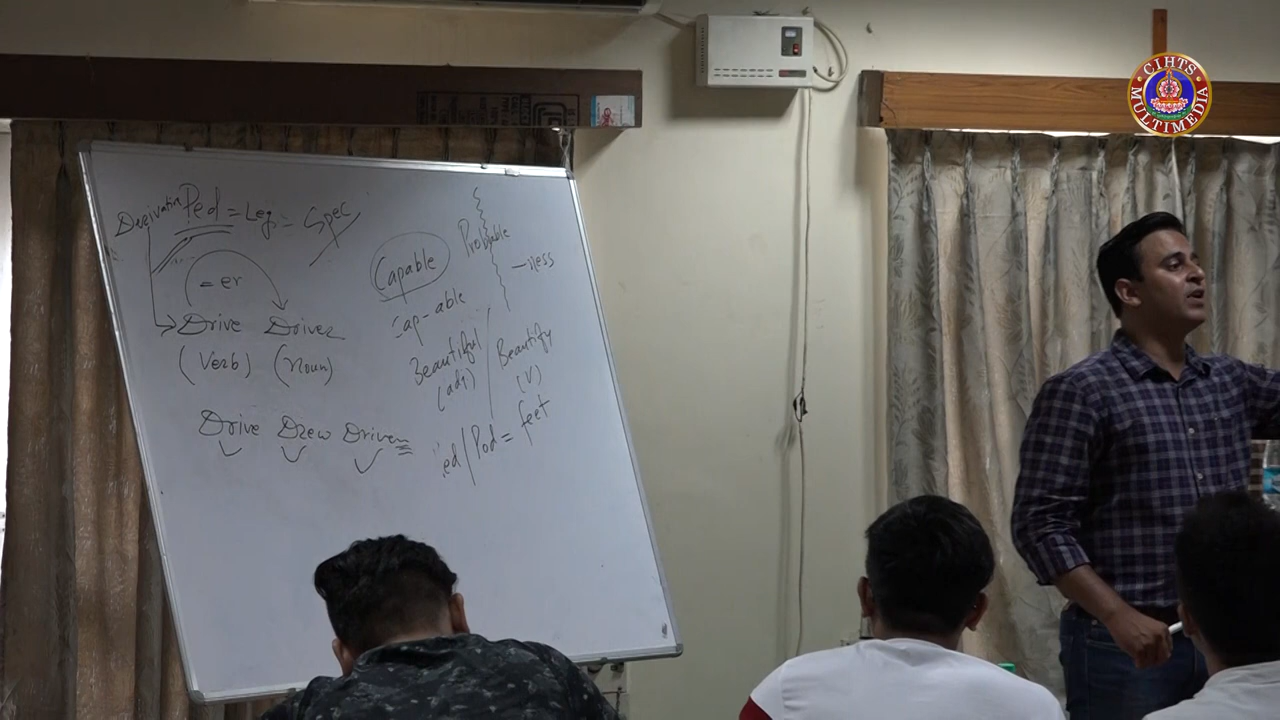 Derivation Ped = Leg - Spec
= er
Drive Driver
(Verb) (Noun)
Drive Drew Driven
Capable
Probable
-ness
Cap-able
Beautiful
(adj)
Beautify
(V)
Ped/Pod = feet
CIHTS
MULTIMEDIA